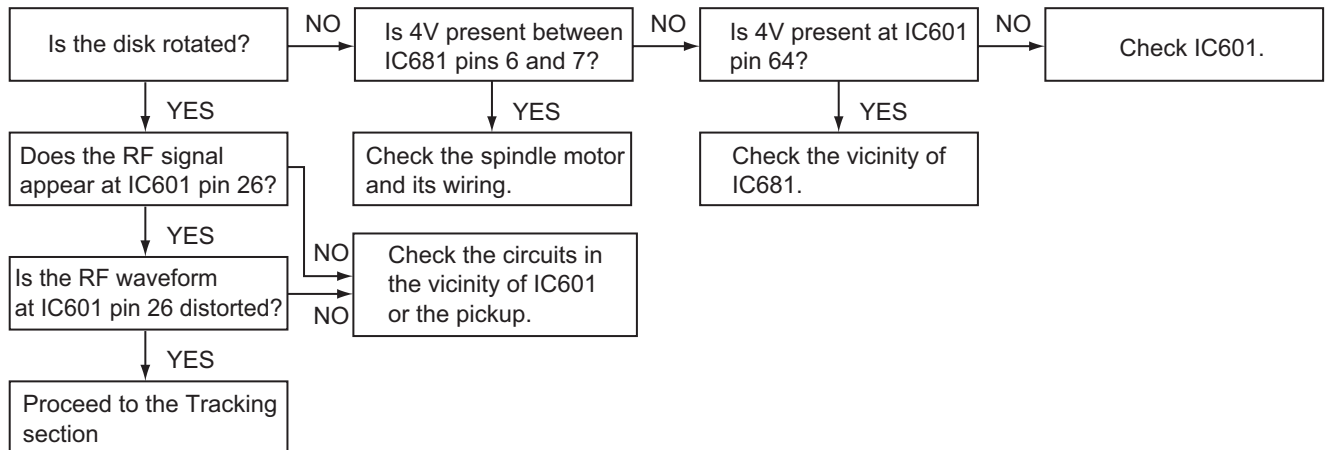 Is the disk rotated?
NO
Is 4V present between
IC681 pins 6 and 7?
NO
Is 4V present at IC601
pin 64?
NO
Check IC601.
YES
YES
YES
Does the RF signal
appear at IC601 pin 26?
Check the spindle motor
and its wiring.
Check the vicinity of
IC681.
YES
NO
Is the RF waveform
at IC601 pin 26 distorted?
NO
Check the circuits in
the vicinity of IC601
or the pickup.
YES
Proceed to the Tracking
section